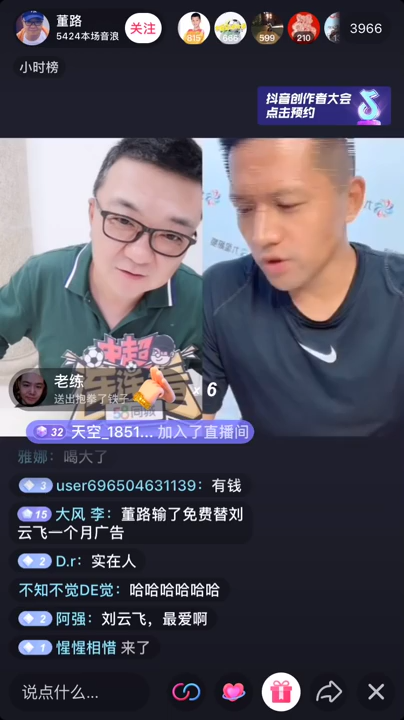 董路
5424本场音浪
关注
815
666
599
210
3966
小时榜
抖音创作者大会
点击预约
中超
老练
送出抱拳了铁子
x 6
32 天空_1851... 加入了直播间
雅娜：喝大了
3 user696504631139：有钱
15 大风 李：董路输了免费替刘
云飞一个月广告
2 D.r：实在人
不知不觉DE觉：哈哈哈哈哈哈
2 阿强：刘云飞，最爱啊
1 惺惺相惜 来了
说点什么...